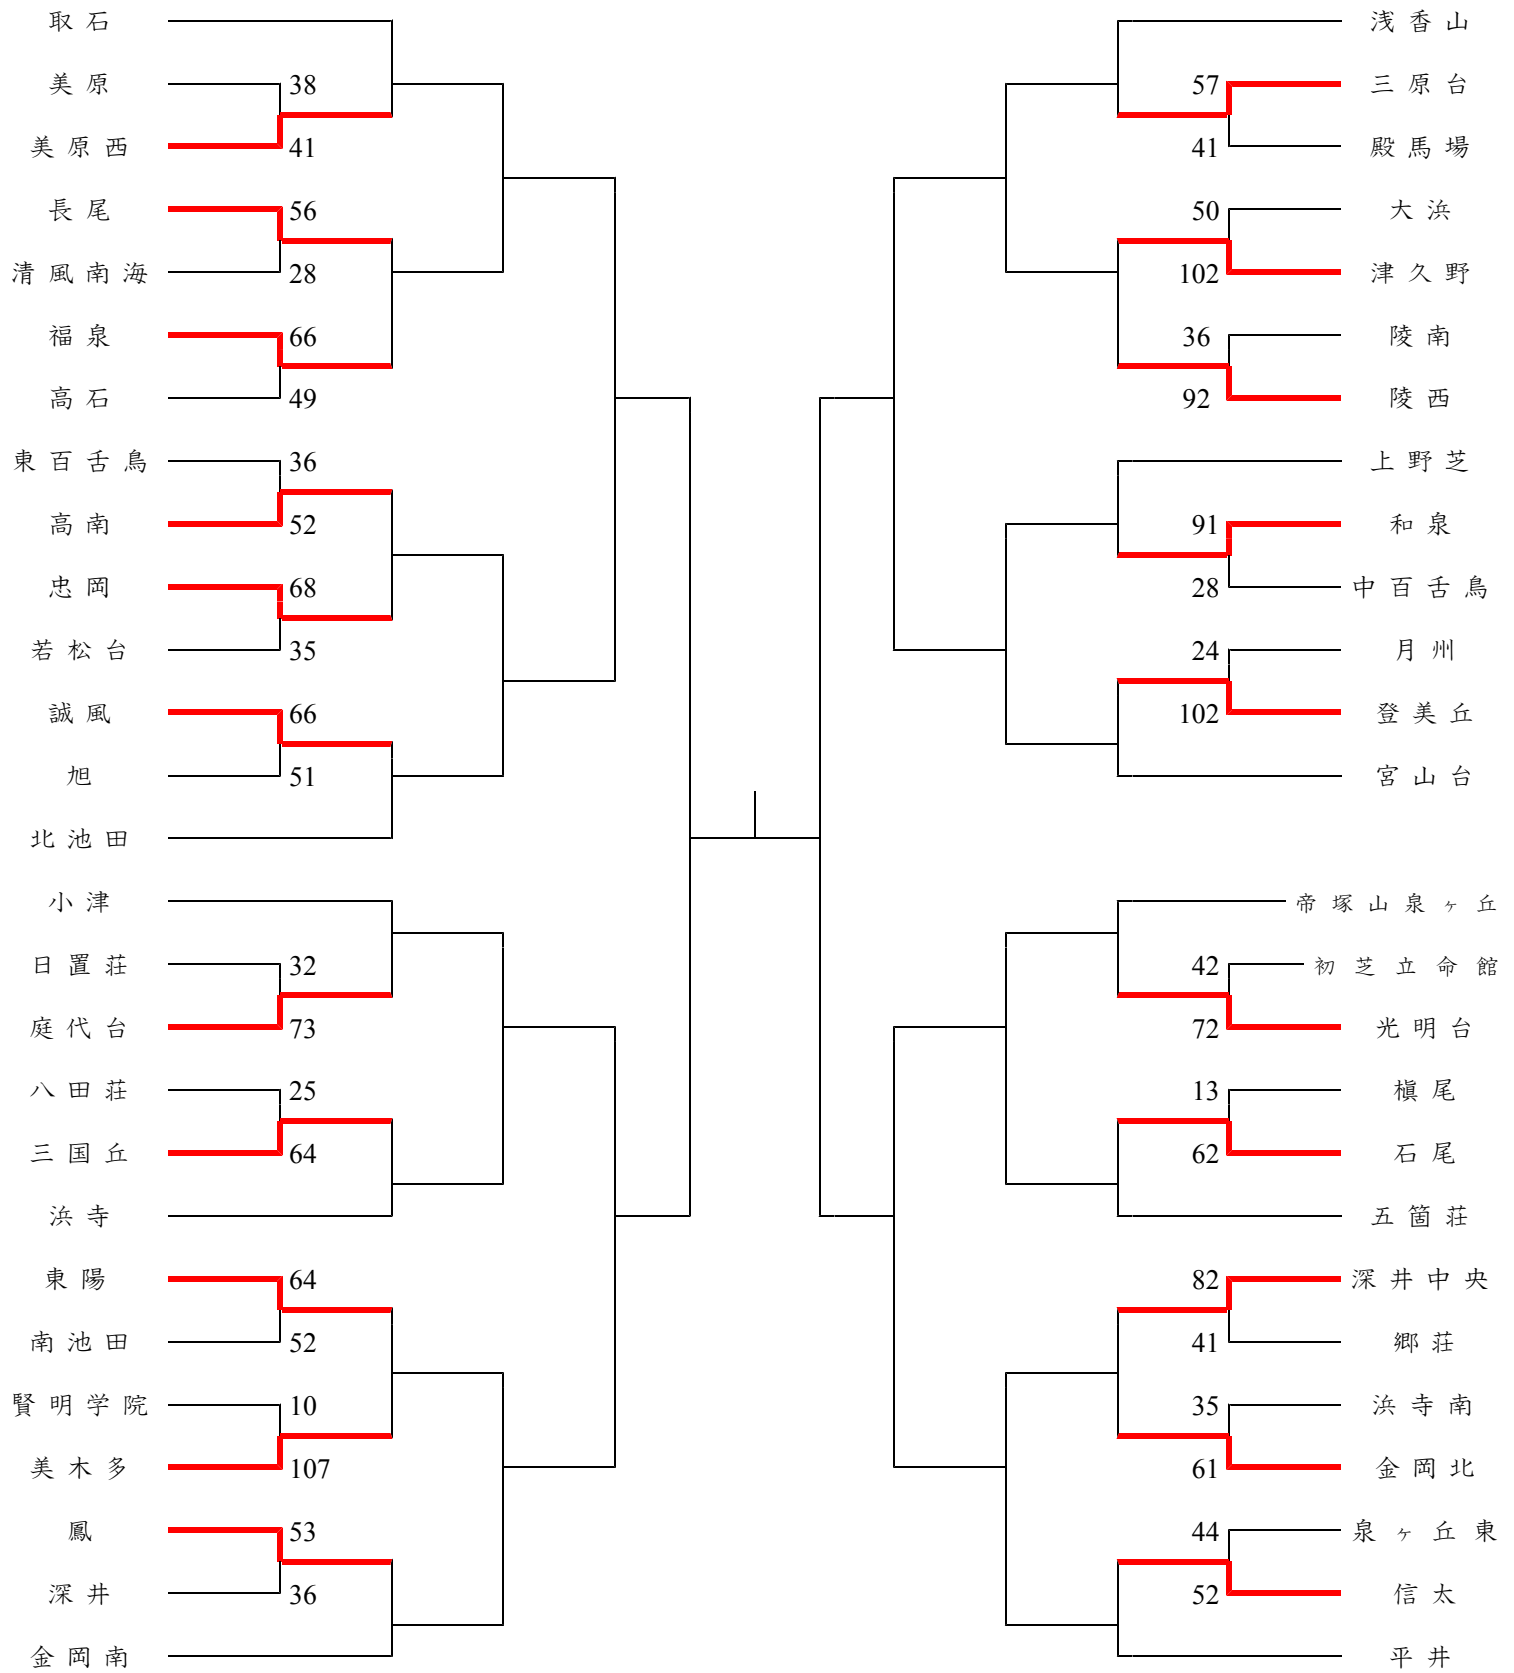 取石
美原 38
美原西 41
長尾 56
清風南海 28
福泉 66
高石 49
東百舌鳥 36
高南 52
忠岡 68
若松台 35
誠風 66
旭 51
北池田
小津
日置荘 32
庭代台 73
八田荘 25
三国丘 64
浜寺
東陽 64
南池田 52
賢明学院 10
美木多 107
鳳 53
深井 36
金岡南
浅香山
57 三原台
41 殿馬場
50 大浜
102 津久野
36 陵南
92 陵西
上野芝
91 和泉
28 中百舌鳥
24 月州
102 登美丘
宮山台
帝塚山泉ヶ丘
42 初芝立命館
72 光明台
13 槇尾
62 石尾
五箇荘
82 深井中央
41 郷荘
35 浜寺南
61 金岡北
44 泉ヶ丘東
52 信太
平井